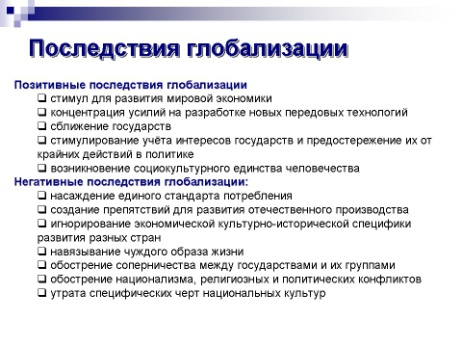 Последствия глобализации
Позитивные последствия глобализации
❑ стимул для развития мировой экономики
❑ концентрация усилий на разработке новых передовых технологий
❑ сближение государств
❑ стимулирование учёта интересов государств и предостережение их от
крайних действий в политике
❑ возникновение социокультурного единства человечества
Негативные последствия глобализации:
❑ насаждение единого стандарта потребления
❑ создание препятствий для развития отечественного производства
❑ игнорирование экономической культурно-исторической специфики
развития разных стран
❑ навязывание чуждого образа жизни
❑ обострение соперничества между государствами и их группами
❑ обострение национализма, религиозных и политических конфликтов
❑ утрата специфических черт национальных культур